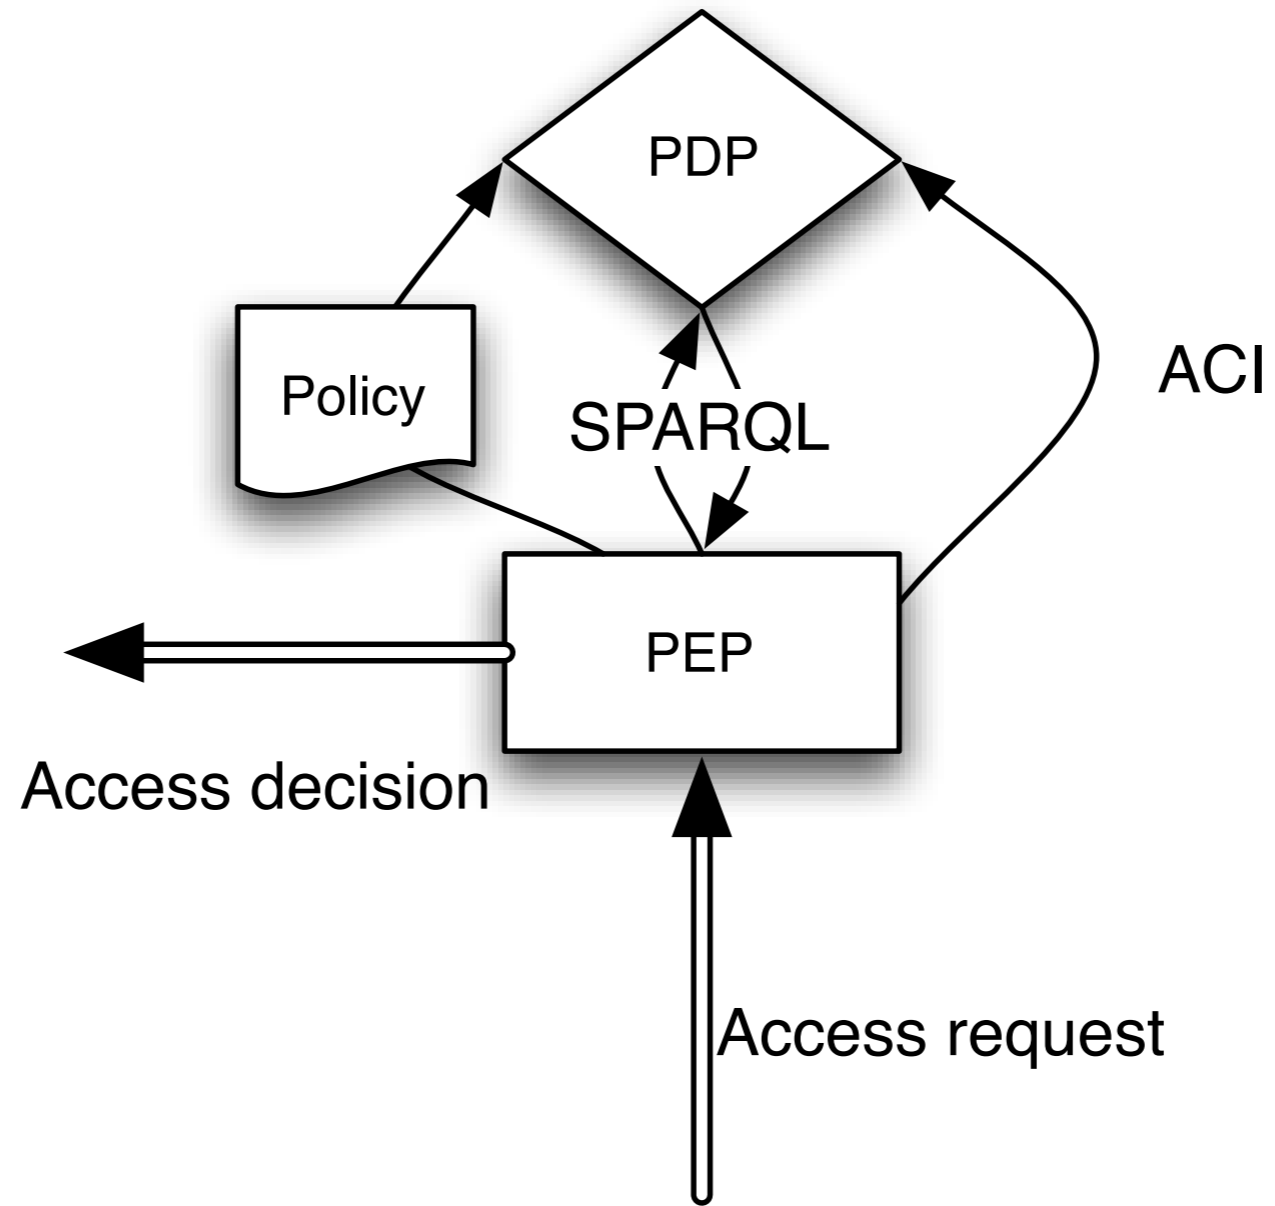 PDP
ACI
Policy
SPARQL
PEP
Access decision
Access request